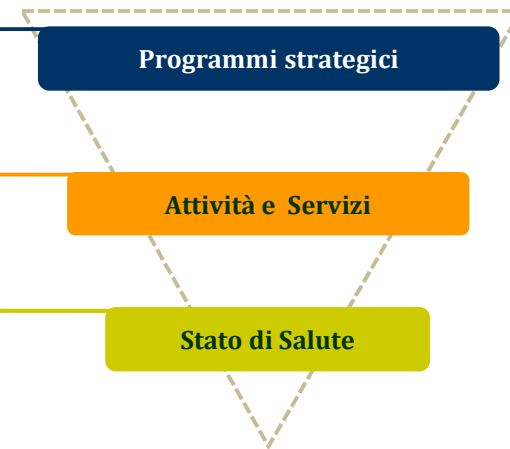 Programmi strategici
Attività e Servizi
Stato di Salute